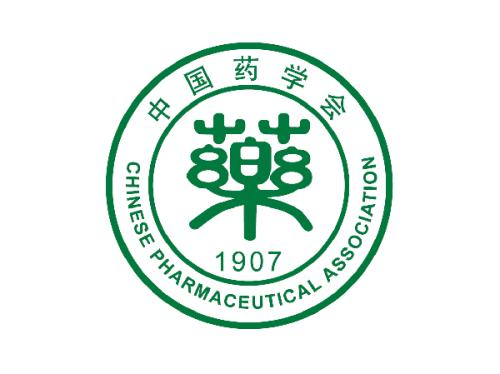 中国药学会
藥
1907
CHINESE PHARMACEUTICAL ASSOCIATION